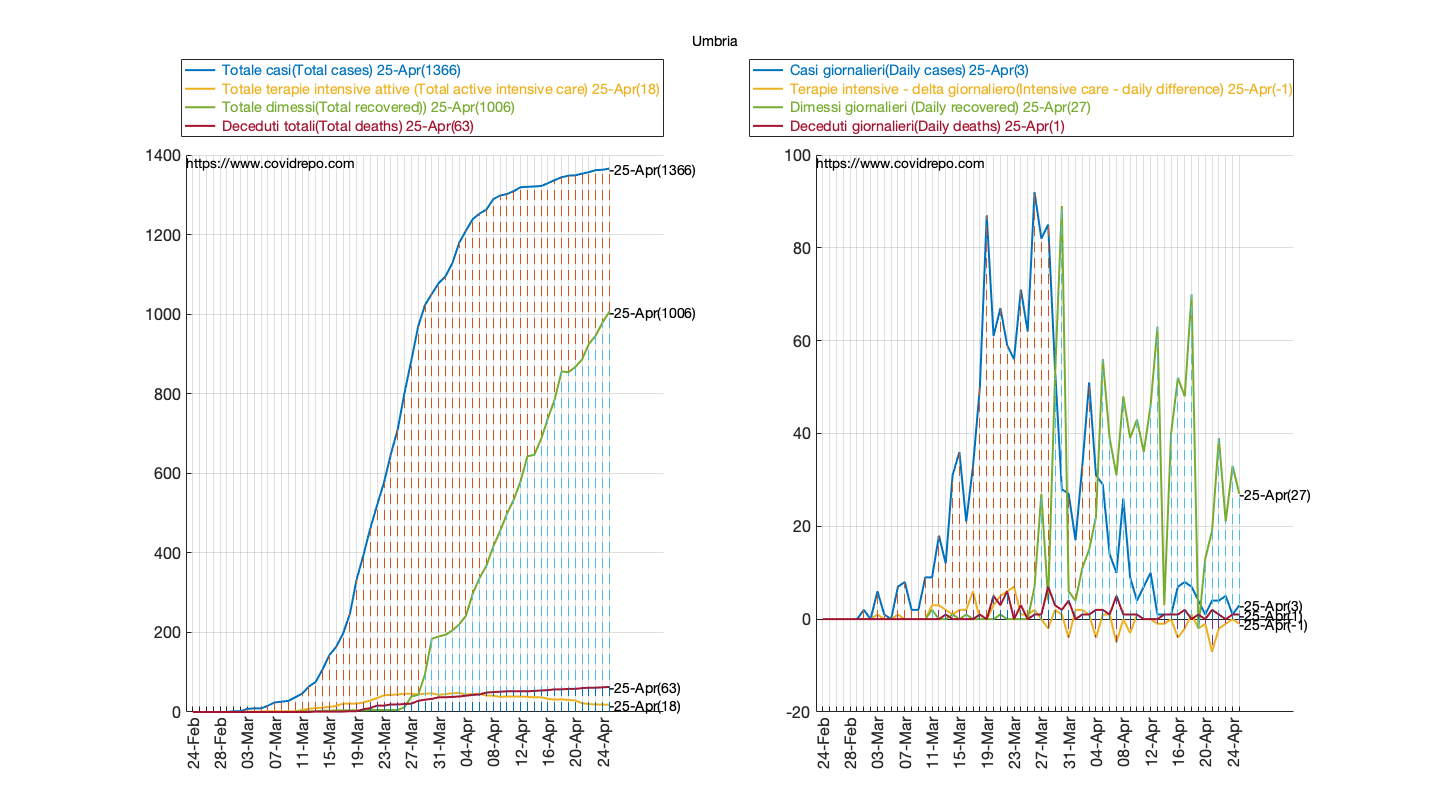 Umbria
Totale casi(Total cases) 25-Apr(1366)
Totale terapie intensive attive (Total active intensive care) 25-Apr(18)
Totale dimessi(Total recovered)) 25-Apr(1006)
Deceduti totali(Total deaths) 25-Apr(63)
1400
https://www.covidrepo.com
-25-Apr(1366)
1200
1000
-25-Apr(1006)
800
600
400
200
-25-Apr(63)
-25-Apr(18)
0
24-Feb
28-Feb
03-Mar
07-Mar
11-Mar
15-Mar
19-Mar
23-Mar
27-Mar
31-Mar
04-Apr
08-Apr
12-Apr
16-Apr
20-Apr
24-Apr
Casi giornalieri(Daily cases) 25-Apr(3)
Terapie intensive - delta giornaliero(Intensive care - daily difference) 25-Apr(-1)
Dimessi giornalieri (Daily recovered) 25-Apr(27)
Deceduti giornalieri(Daily deaths) 25-Apr(1)
100
https://www.covidrepo.com
80
60
40
-25-Apr(27)
20
-25-Apr(3)
-25-Apr(1)
-25-Apr(-1)
0
-20
24-Feb
28-Feb
03-Mar
07-Mar
11-Mar
15-Mar
19-Mar
23-Mar
27-Mar
31-Mar
04-Apr
08-Apr
12-Apr
16-Apr
20-Apr
24-Apr